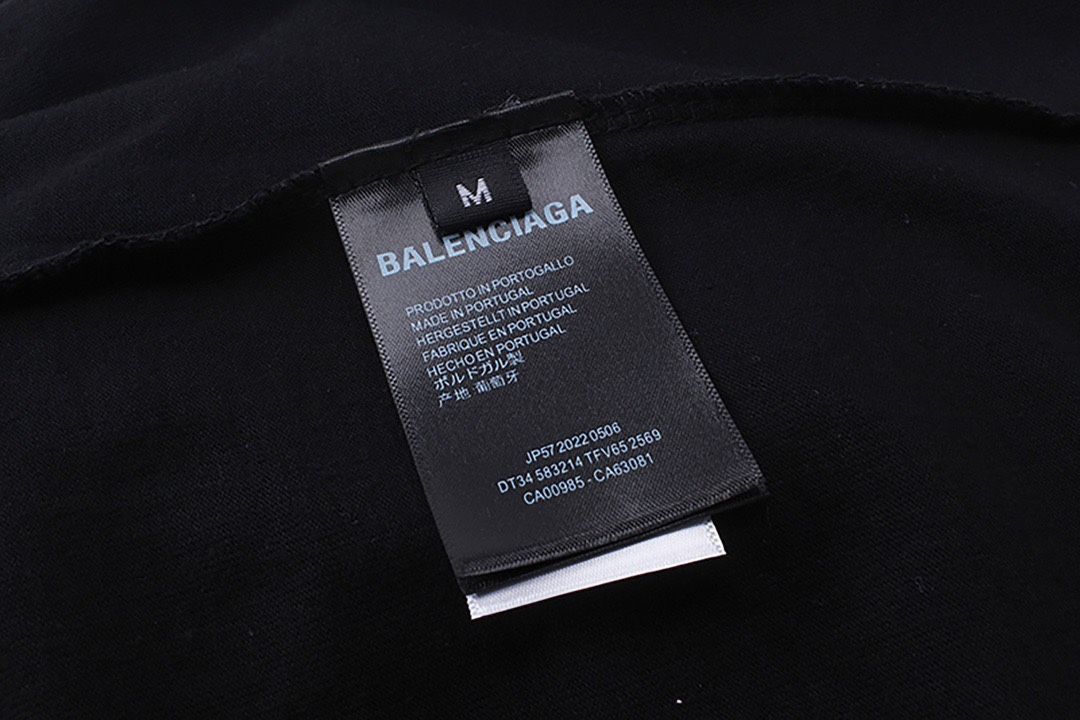 M
BALENCIAGA
PRODOTTO IN PORTOGALLO
MADE IN PORTUGAL
HERGESTELLT IN PORTUGAL
FABRIQUE EN PORTUGAL
HECHO EN PORTUGAL
ポルドガル製
产地 葡萄牙
JP57 2022 0506
DT34 583214 TFV65 2569
CA00985 - CA63081